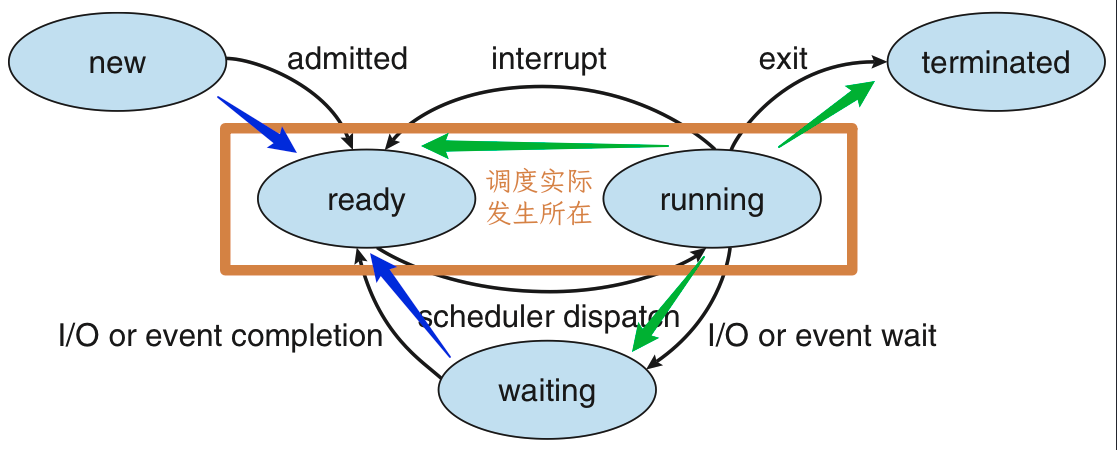 new
admitted
interrupt
exit
terminated
ready
调度实际
发生所在
running
scheduler dispatch
I/O or event completion
I/O or event wait
waiting